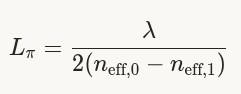 L_π = λ / 2(n_eff,0 − n_eff,1)